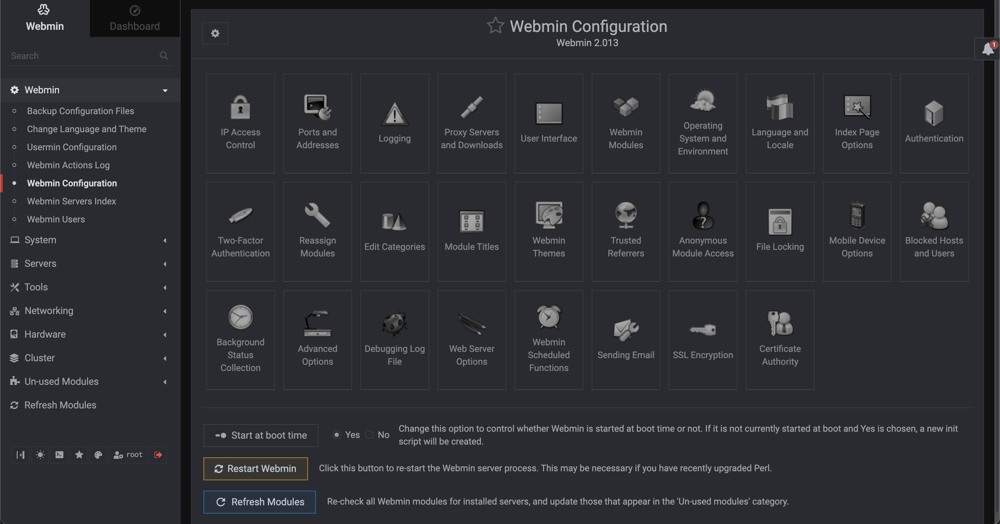 Webmin
Dashboard
Search
Webmin
Backup Configuration Files
Change Language and Theme
Usermin Configuration
Webmin Actions Log
Webmin Configuration
Webmin Servers Index
Webmin Users
System
Servers
Tools
Networking
Hardware
Cluster
Un-used Modules
Refresh Modules
root
Webmin Configuration
Webmin 2.013
1
IP Access
Control
Ports and
Addresses
Logging
Proxy Servers
and Downloads
User Interface
Webmin
Modules
Operating
System and
Environment
Language and
Locale
Index Page
Options
Authentication
Two-Factor
Authentication
Reassign
Modules
Edit Categories
Module Titles
Webmin
Themes
Trusted
Referrers
Anonymous
Module Access
File Locking
Mobile Device
Options
Blocked Hosts
and Users
Background
Status
Collection
Advanced
Options
Debugging Log
File
Web Server
Options
Webmin
Scheduled
Functions
Sending Email
SSL Encryption
Certificate
Authority
Start at boot time
Yes
No
Change this option to control whether Webmin is started at boot time or not. If it is not currently started at boot and Yes is chosen, a new init
script will be created.
Restart Webmin
Click this button to re-start the Webmin server process. This may be necessary if you have recently upgraded Perl.
Refresh Modules
Re-check all Webmin modules for installed servers, and update those that appear in the 'Un-used modules' category.